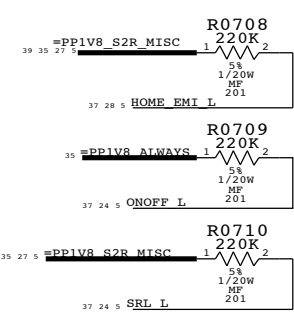 R0708
=PP1V8_S2R_MISC
220K
39 35 27 5
1
2
5%
1/20W
MF
201
37 28 5 HOME_EMI_L
R0709
220K
35 =PP1V8_ALWAYS
1
2
5%
1/20W
MF
201
37 24 5 ONOFF_L
R0710
220K
35 27 5 =PP1V8_S2R_MISC
1
2
5%
1/20W
MF
201
37 24 5 SRL_L